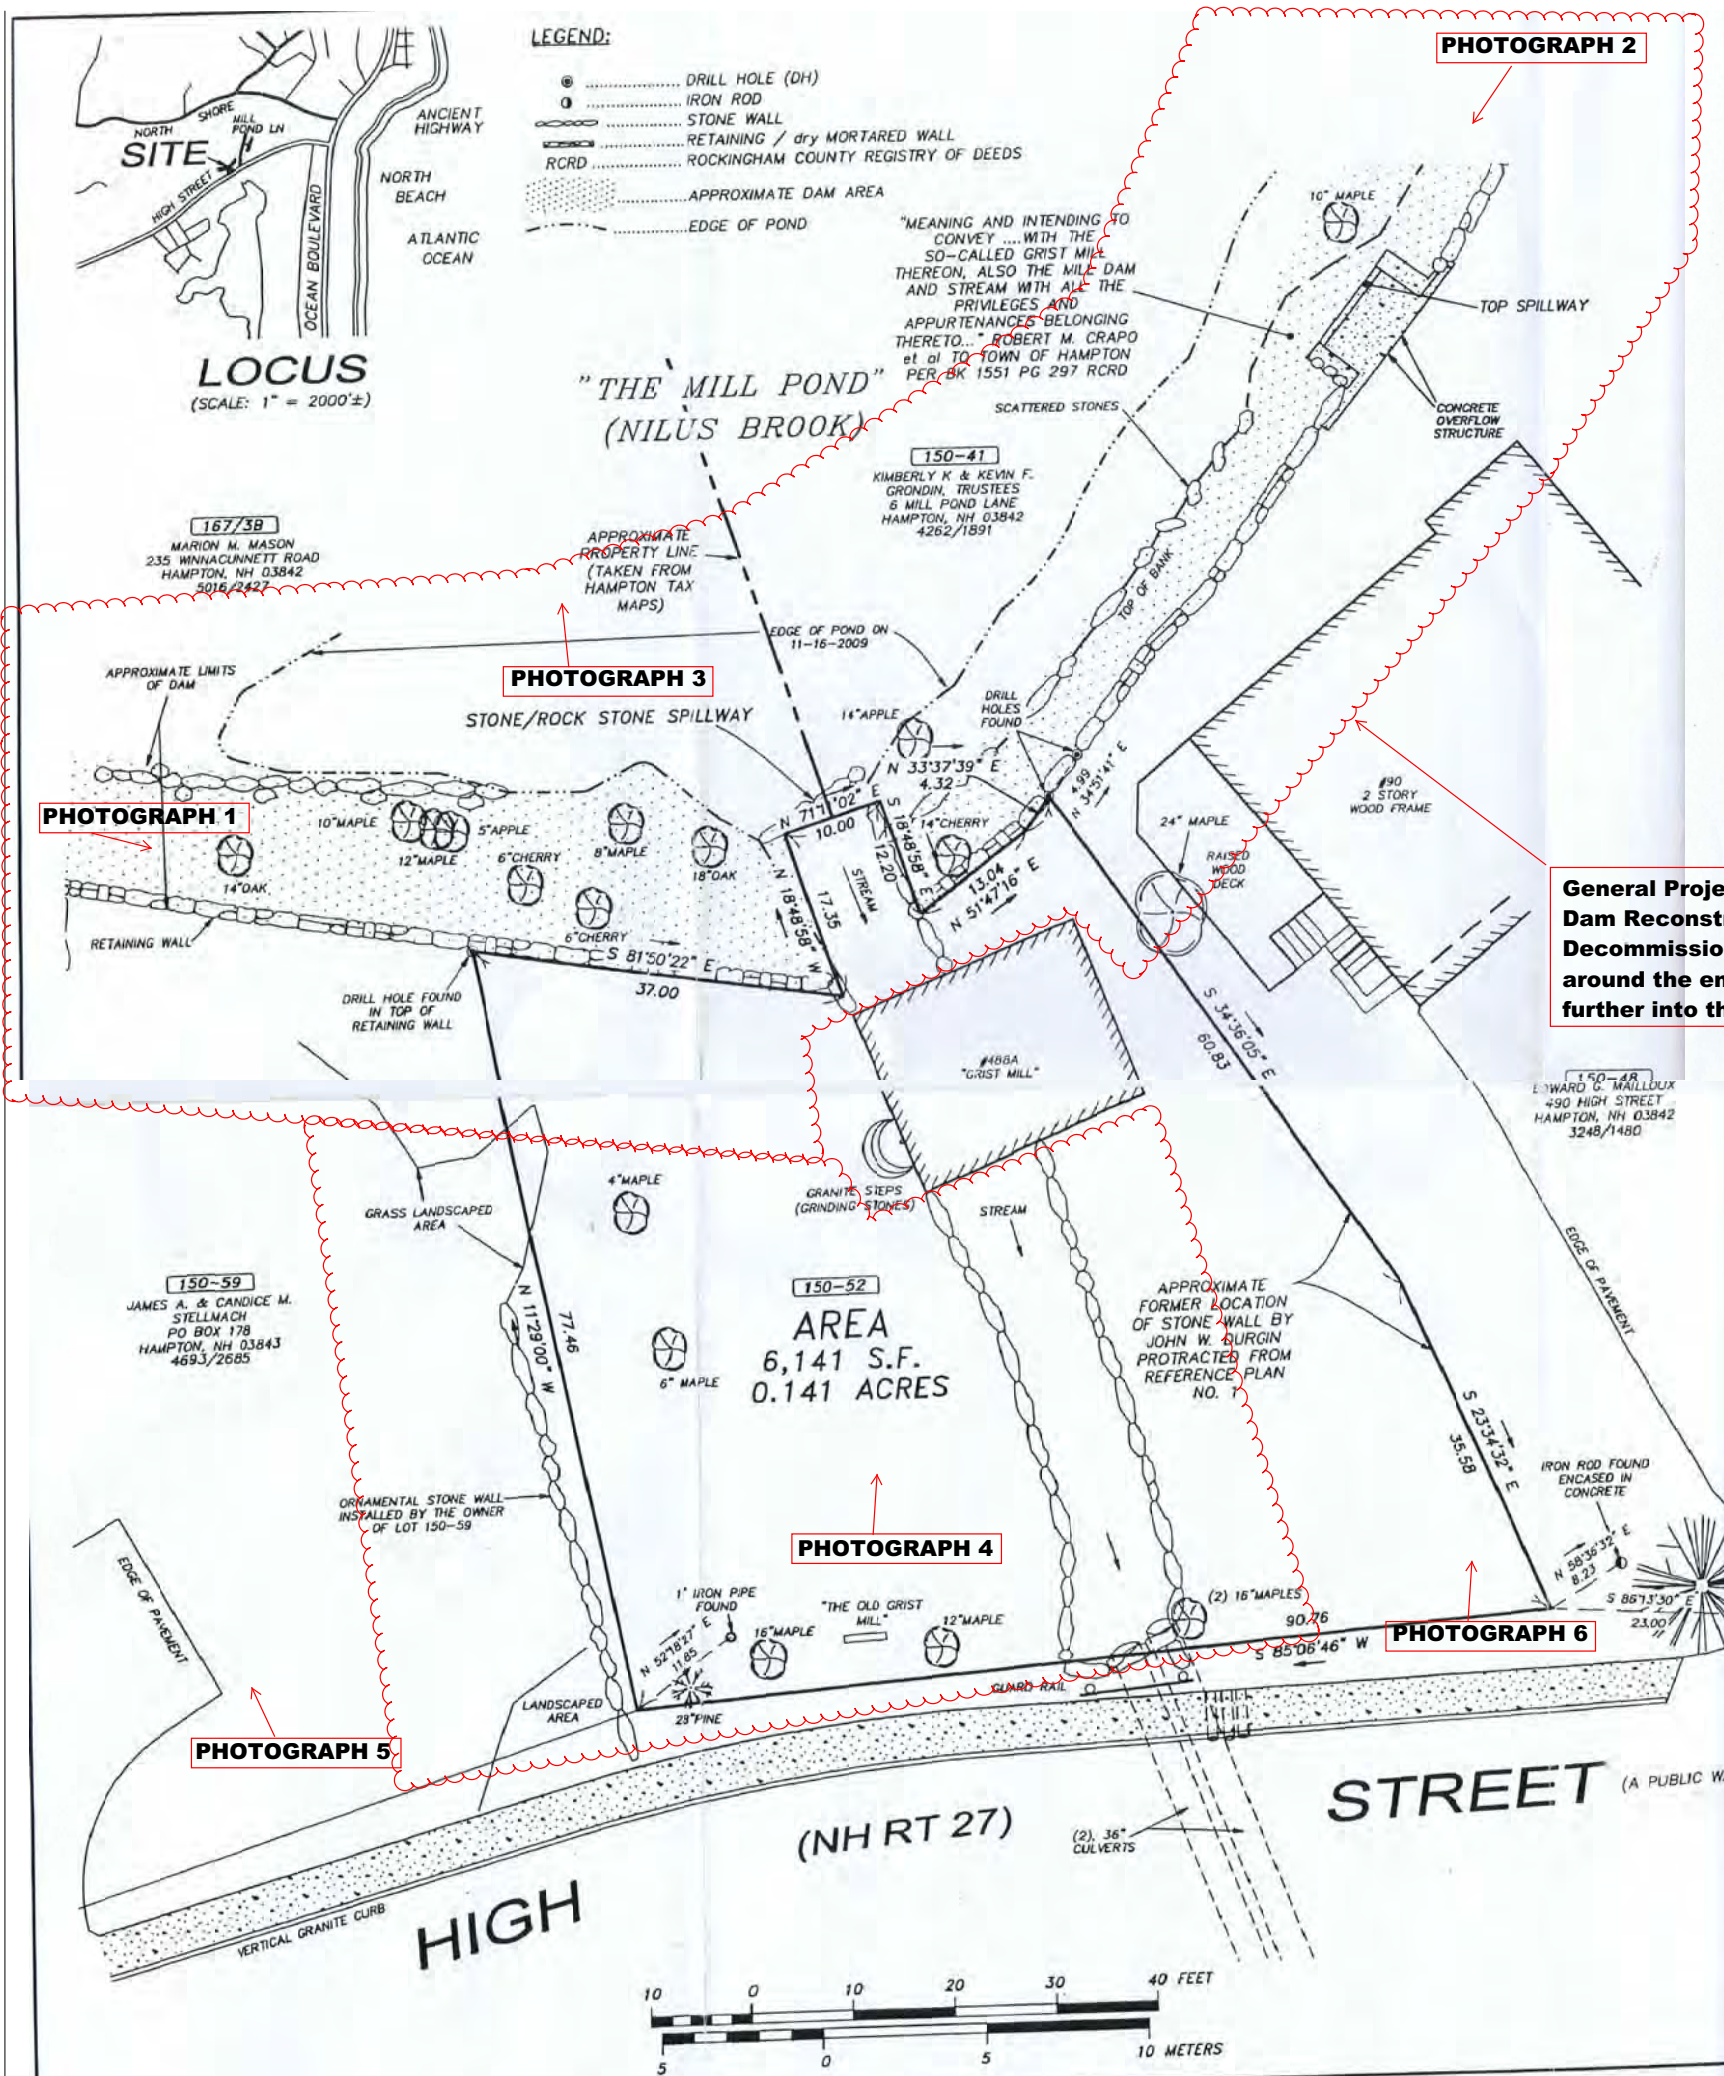 LEGEND:
DRILL HOLE (DH)
IRON ROD
STONE WALL
RETAINING / dry MORTARED WALL
RCRD
ROCKINGHAM COUNTY REGISTRY OF DEEDS
APPROXIMATE DAM AREA
EDGE OF POND
NORTH
SHORE
MILL
POND LN
SITE
HIGH STREET
OCEAN BOULEVARD
ANCIENT
HIGHWAY
NORTH
BEACH
ATLANTIC
OCEAN
LOCUS
(SCALE: 1" = 2000'±)
PHOTOGRAPH 2
10" MAPLE
"MEANING AND INTENDING TO
CONVEY ....WITH THE
SO-CALLED GRIST MILL
THEREON, ALSO THE MILL DAM
AND STREAM WITH ALL THE
PRIVILEGES AND
APPURTENANCES BELONGING
THERETO..." ROBERT M. CRAPO
et al TO TOWN OF HAMPTON
PER BK 1551 PG 297 RCRD
TOP SPILLWAY
CONCRETE
OVERFLOW
STRUCTURE
"THE MILL POND"
(NILUS BROOK)
SCATTERED STONES
150-41
KIMBERLY K & KEVIN F.
GRONDIN, TRUSTEES
6 MILL POND LANE
HAMPTON, NH 03842
4262/1891
167/3B
MARION M. MASON
235 WINNACUNNETT ROAD
HAMPTON, NH 03842
5016/2427
APPROXIMATE
PROPERTY LINE
(TAKEN FROM
HAMPTON TAX
MAPS)
TOP OF BANK
EDGE OF POND ON
11-16-2009
APPROXIMATE LIMITS
OF DAM
PHOTOGRAPH 3
STONE/ROCK STONE SPILLWAY
14"APPLE
DRILL
HOLES
FOUND
N 33°37'39" E
4.32
4.99
N 34°51'41" E
#90
2 STORY
WOOD FRAME
PHOTOGRAPH 1
10"MAPLE
12"MAPLE
5"APPLE
6"CHERRY
8"MAPLE
18"OAK
14"OAK
6"CHERRY
N 71°11'02" E
10.00
S 18°48'58" E
12.20
14"CHERRY
13.04
N 51°47'16" E
STREAM
17.35
N 18°48'58" W
24" MAPLE
RAISED
WOOD
DECK
RETAINING WALL
S 81°50'22" E
37.00
DRILL HOLE FOUND
IN TOP OF
RETAINING WALL
General Proje
Dam Reconst
Decommissio
around the en
further into th
#488A
"GRIST MILL"
S 34°36'05" E
60.83
150-48
EDWARD G. MAILLOUX
490 HIGH STREET
HAMPTON, NH 03842
3248/1480
GRASS LANDSCAPED
AREA
4"MAPLE
GRANITE STEPS
(GRINDING STONES)
STREAM
EDGE OF PAVEMENT
150-59
JAMES A. & CANDICE M.
STELLMACH
PO BOX 178
HAMPTON, NH 03843
4693/2685
N 11°29'00" W
77.46
150-52
AREA
6,141 S.F.
0.141 ACRES
6" MAPLE
APPROXIMATE
FORMER LOCATION
OF STONE WALL BY
JOHN W. DURGIN
PROTRACTED FROM
REFERENCE PLAN
NO. 1
S 23°34'32" E
35.58
ORNAMENTAL STONE WALL
INSTALLED BY THE OWNER
OF LOT 150-59
IRON ROD FOUND
ENCASED IN
CONCRETE
N 58°36'32" E
8.23
S 86°13'30" E
23.00
PHOTOGRAPH 4
EDGE OF PAVEMENT
1" IRON PIPE
FOUND
N 52°18'27" E
11.85
16"MAPLE
"THE OLD GRIST
MILL"
12"MAPLE
(2) 16"MAPLES
90.76
S 85°06'46" W
PHOTOGRAPH 6
GUARD RAIL
LANDSCAPED
AREA
28"PINE
PHOTOGRAPH 5
HIGH
(NH RT 27)
STREET
(A PUBLIC W
(2), 36"
CULVERTS
VERTICAL GRANITE CURB
10 0 10 20 30 40 FEET
5 0 5 10 METERS